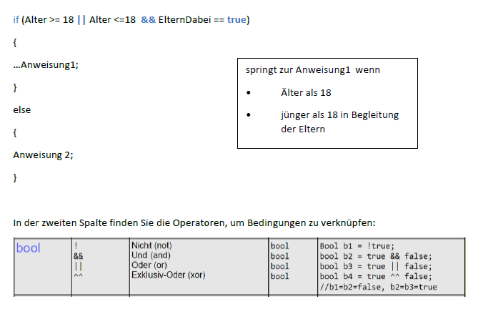 if (Alter >= 18 || Alter <=18 && ElternDabei == true)
{
...Anweisung1;
}
else
{
Anweisung 2;
}
springt zur Anweisung1 wenn
• Älter als 18
• jünger als 18 in Begleitung
der Eltern
In der zweiten Spalte finden Sie die Operatoren, um Bedingungen zu verknüpfen:
bool ! Nicht (not) bool Bool b1 = !true;
&& Und (and) bool bool b2 = true && false;
|| Oder (or) bool bool b3 = true || false;
^^ Exklusiv-Oder (xor) bool bool b4 = true ^^ false;
//b1=b2=false, b2=b3=true